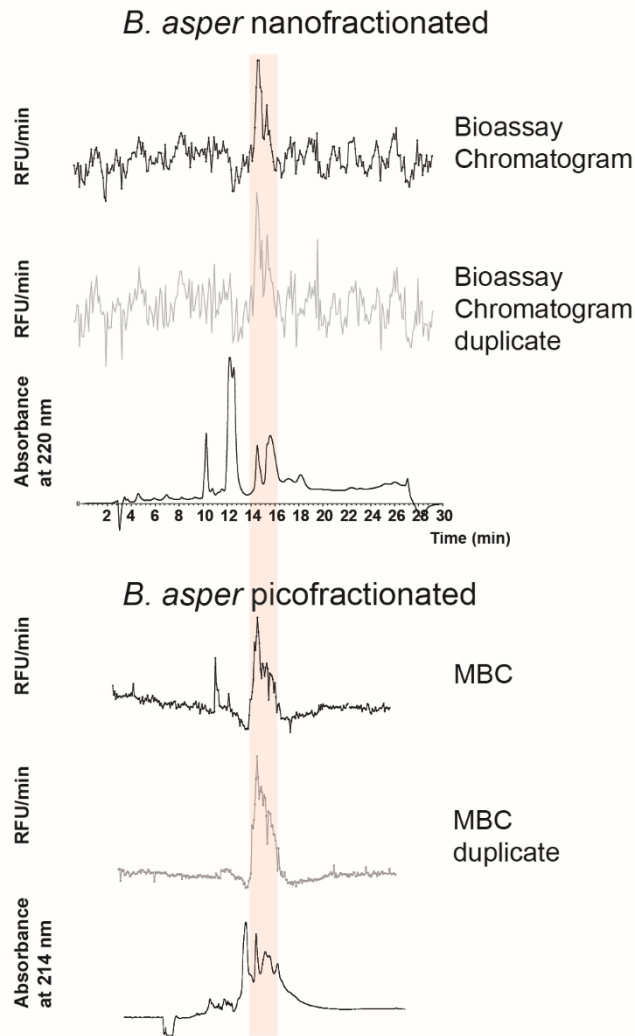 B. asper nanofractionated
RFU/min
Bioassay
Chromatogram
RFU/min
Bioassay
Chromatogram
duplicate
Absorbance
at 220 nm
0
2 4 6 8 10 12 14 16 18 20 22 24 26 28 30
Time (min)
B. asper picofractionated
RFU/min
MBC
RFU/min
MBC
duplicate
Absorbance
at 214 nm